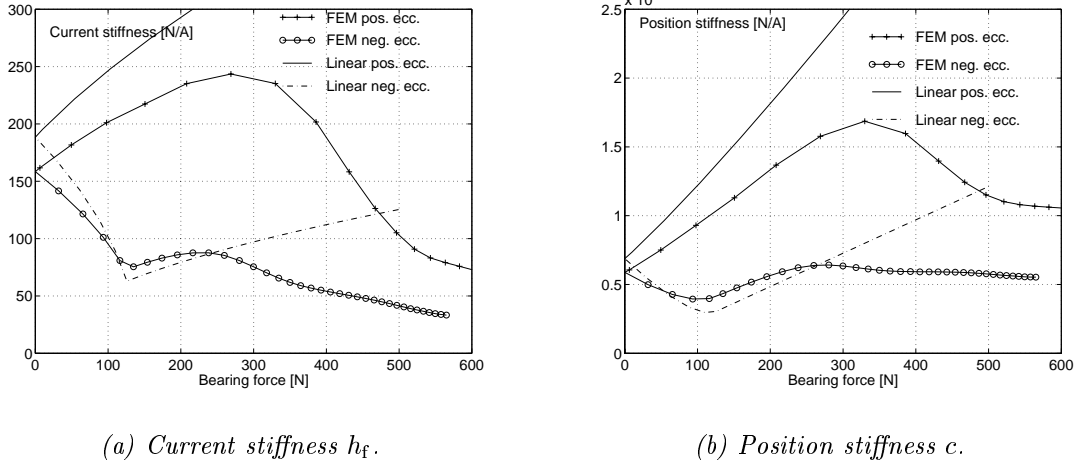 300
250
200
150
100
50
0
Current stiffness [N/A]
FEM pos. ecc.
FEM neg. ecc.
Linear pos. ecc.
Linear neg. ecc.
0 100 200 300 400 500 600
Bearing force [N]
(a) Current stiffness hf.
x 10
2.5
2
1.5
1
0.5
0
Position stiffness [N/A]
FEM pos. ecc.
FEM neg. ecc.
Linear pos. ecc.
Linear neg. ecc.
0 100 200 300 400 500 600
Bearing force [N]
(b) Position stiffness c.